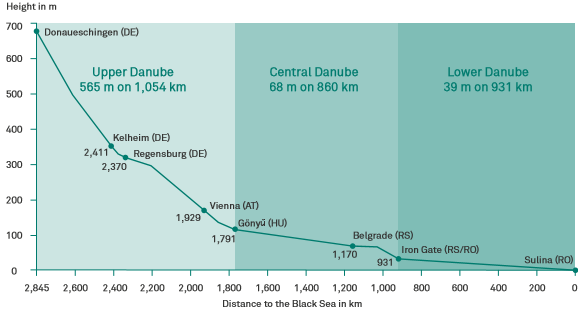 Height in m
700
Donaueschingen (DE)
600
Upper Danube
565 m on 1,054 km
Central Danube
68 m on 860 km
Lower Danube
39 m on 931 km
500
400
Kelheim (DE)
2,411
Regensburg (DE)
2,370
300
200
Vienna (AT)
1,929
Gönyű (HU)
1,791
100
Belgrade (RS)
1,170
Iron Gate (RS/RO)
931
Sulina (RO)
0
2,845 2,600 2,400 2,200 2,000 1,800 1,600 1,400 1,200 1,000 800 600 400 200 0
Distance to the Black Sea in km